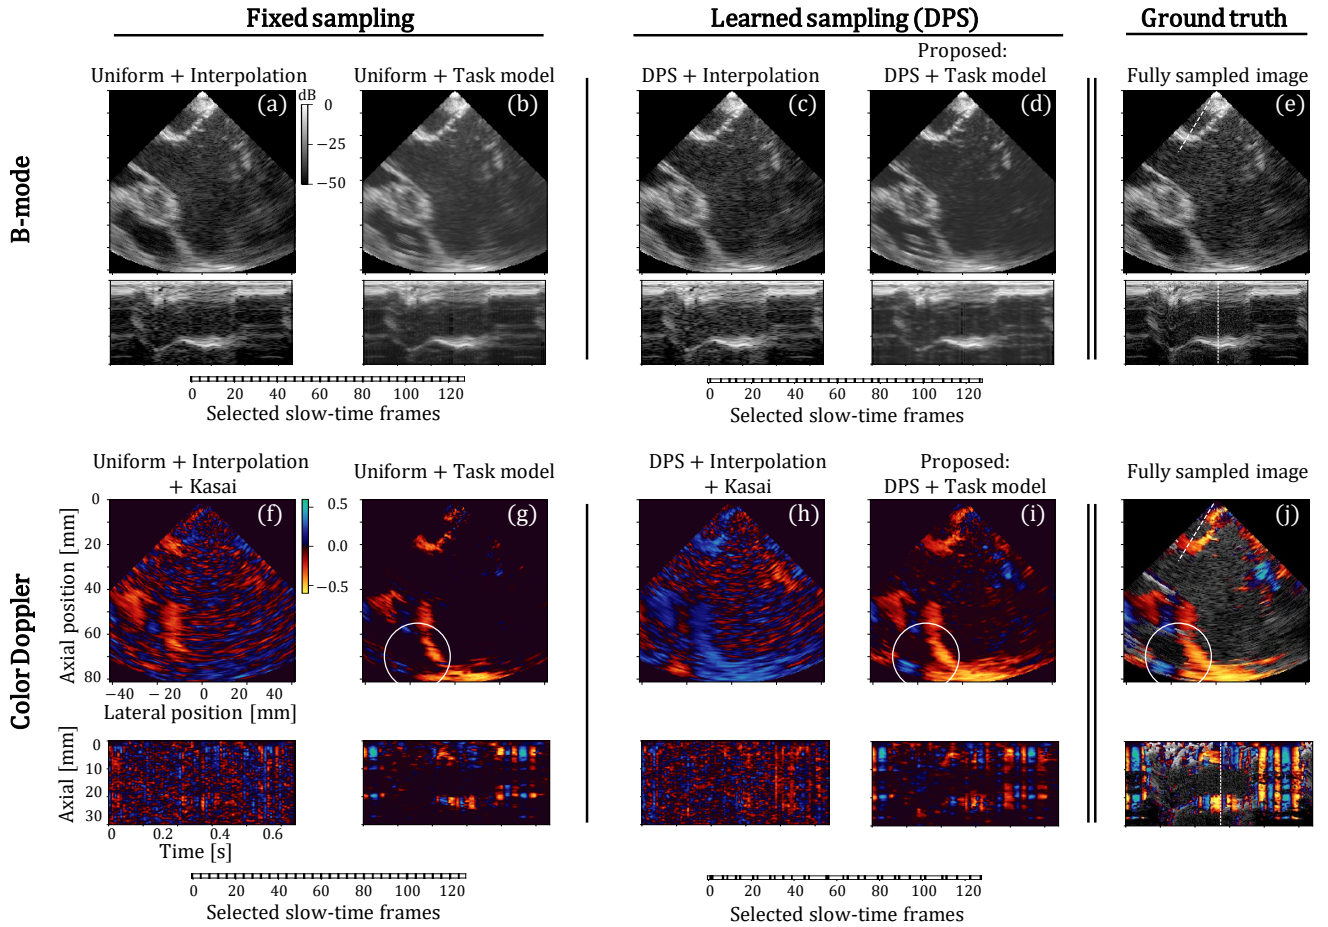 Fixed sampling
Learned sampling (DPS)
Ground truth
Uniform + Interpolation
Uniform + Task model
DPS + Interpolation
Proposed:
DPS + Task model
Fully sampled image
B-mode
(a)
dB
0
−25
−50
(b)
(c)
(d)
(e)
0 20 40 60 80 100 120
Selected slow-time frames
0 20 40 60 80 100 120
Selected slow-time frames
Uniform + Interpolation
+ Kasai
Uniform + Task model
DPS + Interpolation
+ Kasai
Proposed:
DPS + Task model
Fully sampled image
Color Doppler
Axial position [mm]
0
20
40
60
80
(f)
0.5
0.0
−0.5
(g)
(h)
(i)
(j)
−40 −20 0 20 40
Lateral position [mm]
Axial [mm]
0
10
20
30
0 0.2 0.4 0.6
Time [s]
0 20 40 60 80 100 120
Selected slow-time frames
0 20 40 60 80 100 120
Selected slow-time frames